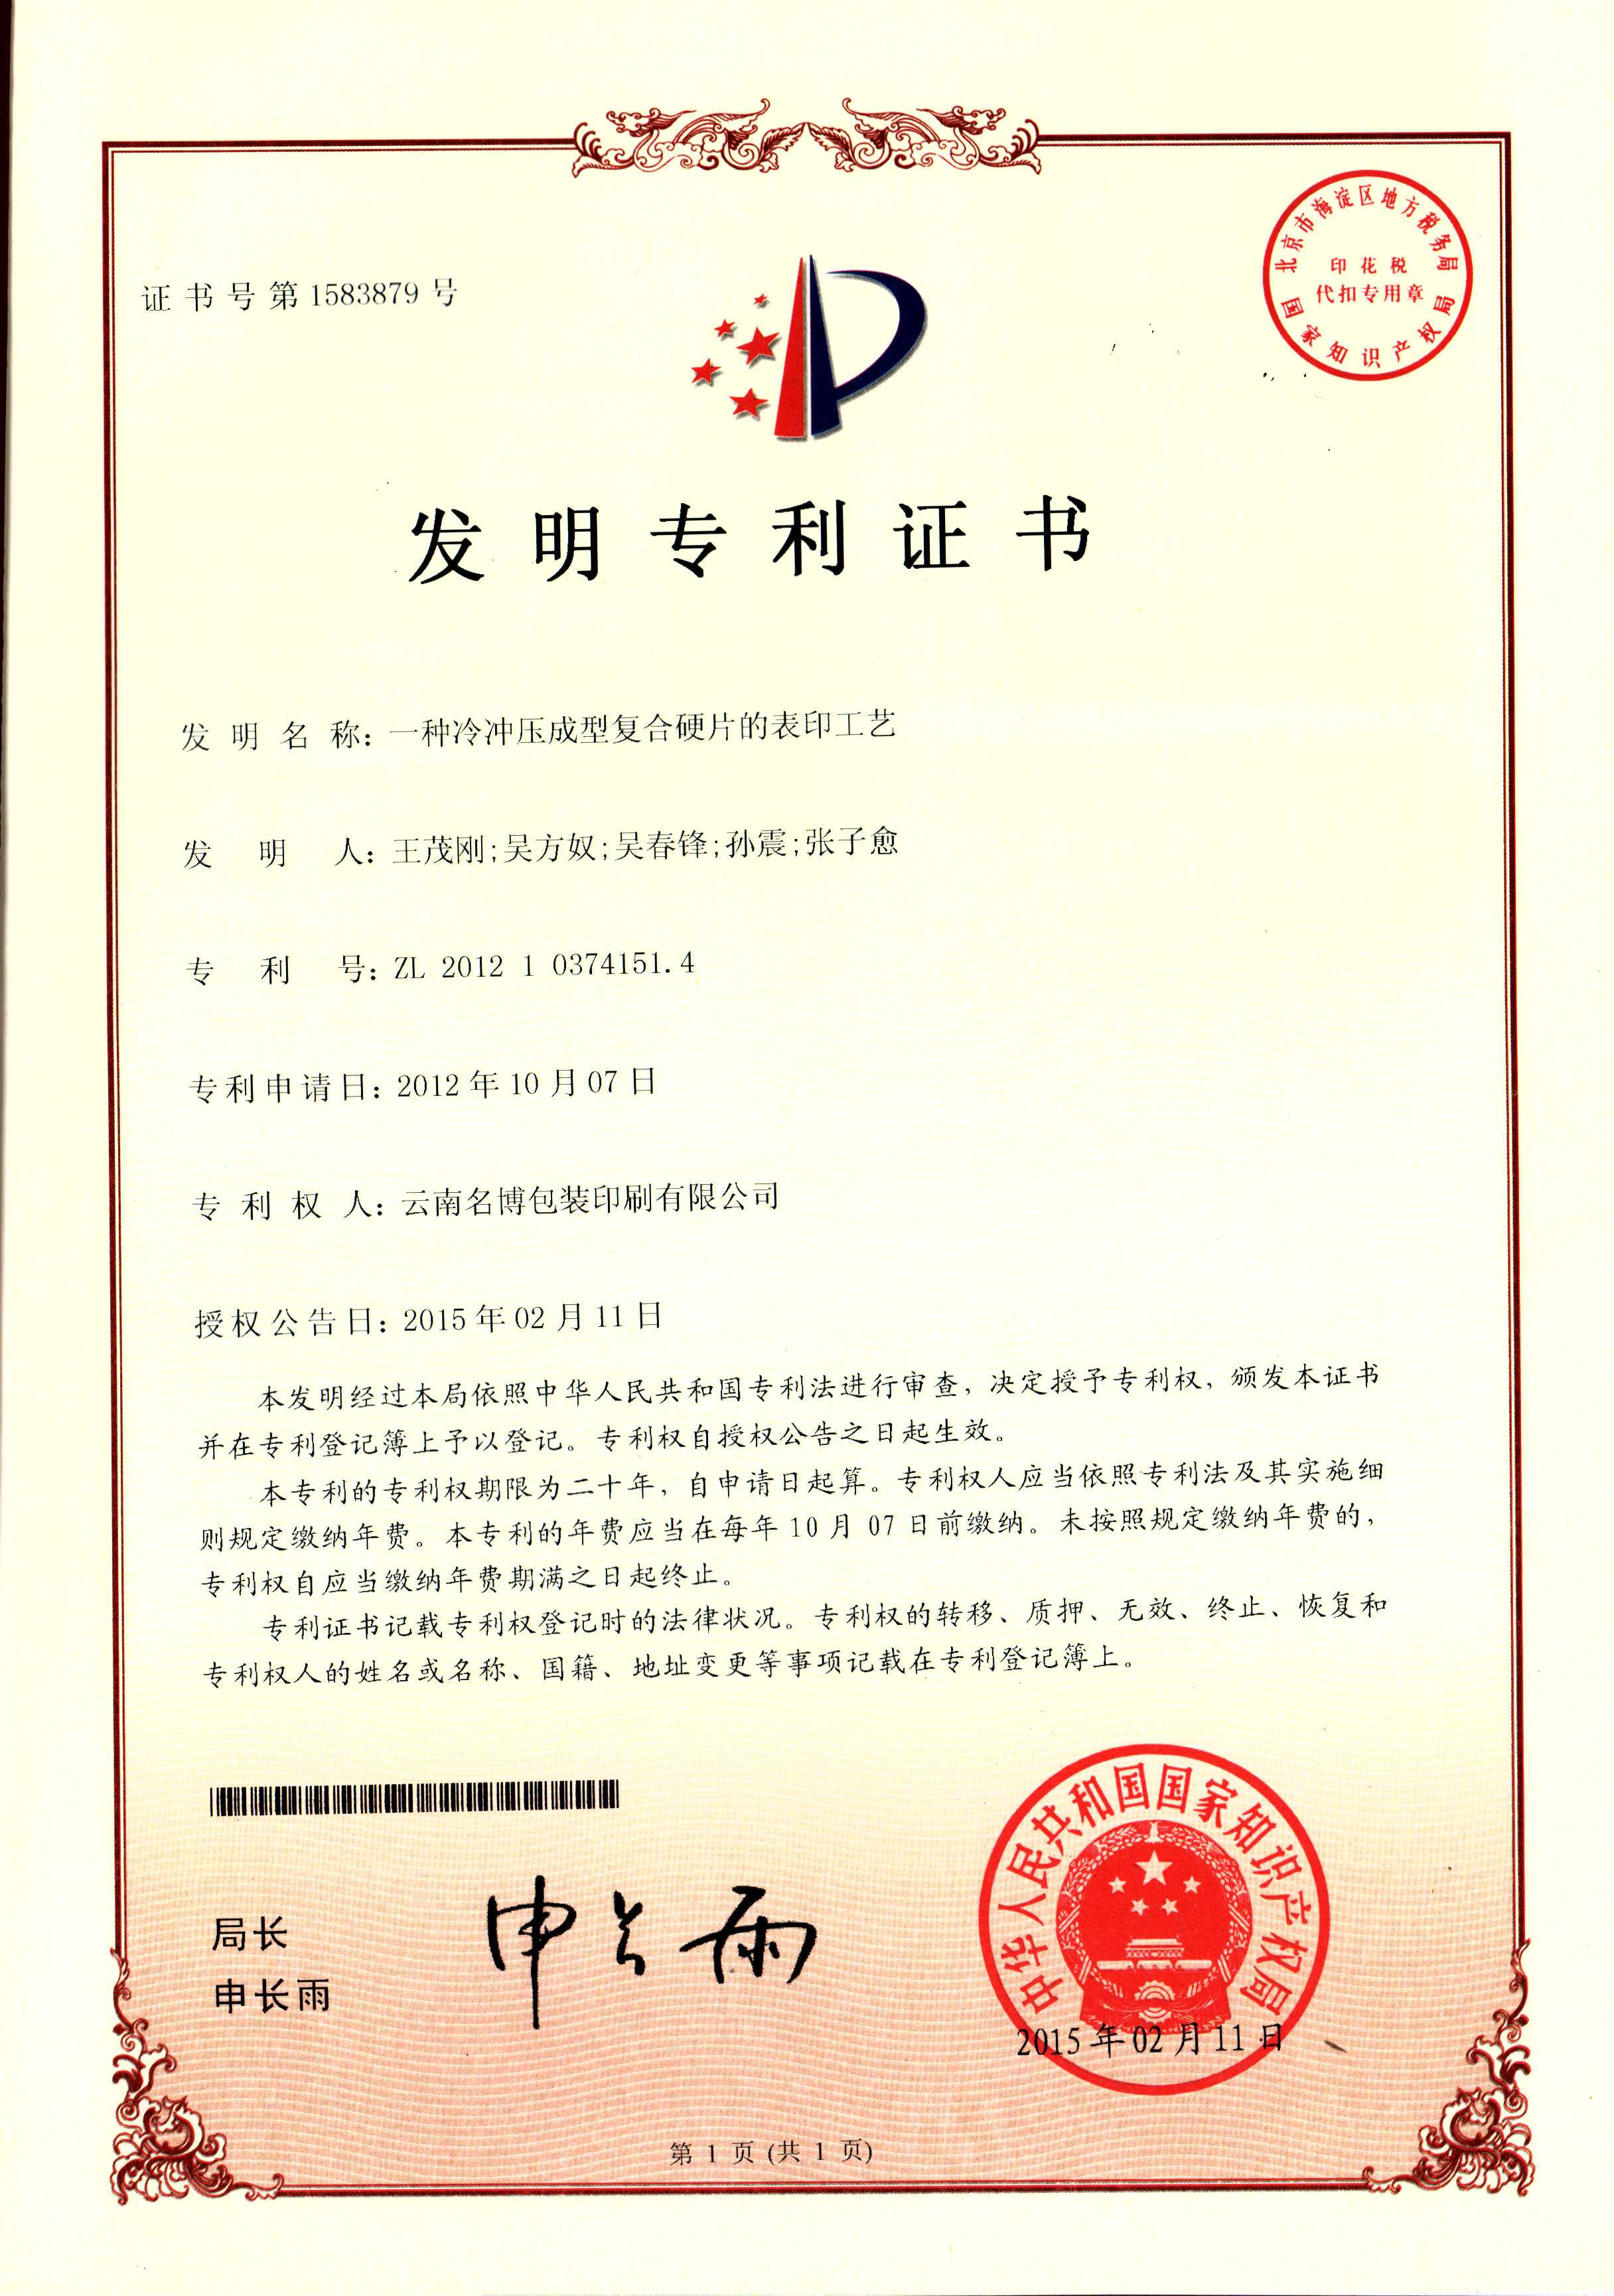 证书号第1583879号
北京市海淀区地方税务局
印花税
代扣专用章
国家知识产权局
发明专利证书
发明名称：一种冷冲压成型复合硬片的表印工艺
发明人：王茂刚;吴方奴;吴春锋;孙震;张子愈
专利号：ZL 2012 1 0374151.4
专利申请日：2012年10月07日
专利权人：云南名博包装印刷有限公司
授权公告日：2015年02月11日
本发明经过本局依照中华人民共和国专利法进行审查，决定授予专利权，颁发本证书
并在专利登记簿上予以登记。专利权自授权公告之日起生效。
本专利的专利权期限为二十年，自申请日起算。专利权人应当依照专利法及其实施细
则规定缴纳年费。本专利的年费应当在每年10月07日前缴纳。未按照规定缴纳年费的，
专利权自应当缴纳年费期满之日起终止。
专利证书记载专利权登记时的法律状况。专利权的转移、质押、无效、终止、恢复和
专利权人的姓名或名称、国籍、地址变更等事项记载在专利登记簿上。
局长
申长雨
申长雨
中华人民共和国国家知识产权局
2015年02月11日
第 1 页 (共 1 页)